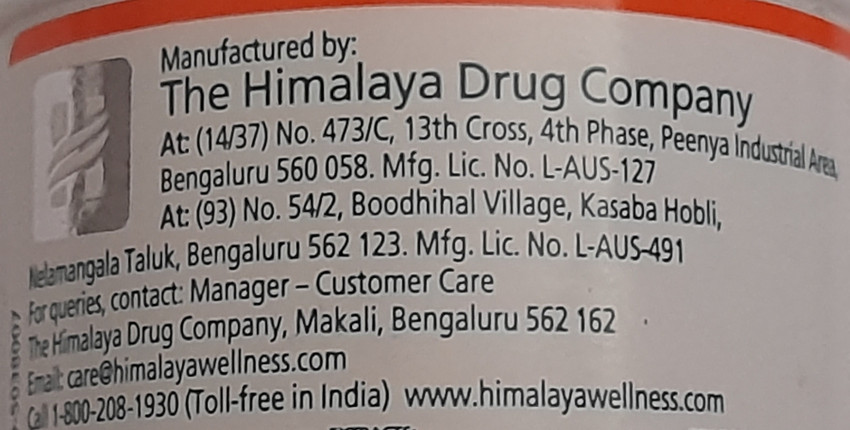 Manufactured by:
The Himalaya Drug Company
At: (14/37) No. 473/C, 13th Cross, 4th Phase, Peenya Industrial Area,
Bengaluru 560 058. Mfg. Lic. No. L-AUS-127
At: (93) No. 54/2, Boodhihal Village, Kasaba Hobli,
Nelamangala Taluk, Bengaluru 562 123. Mfg. Lic. No. L-AUS-491
For queries, contact: Manager – Customer Care
The Himalaya Drug Company, Makali, Bengaluru 562 162
Email: care@himalayawellness.com
Call 1-800-208-1930 (Toll-free in India) www.himalayawellness.com